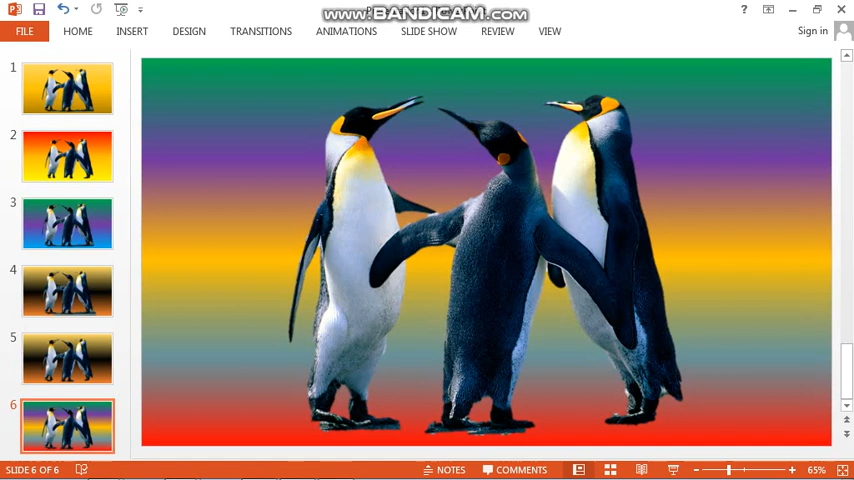 www.BANDICAM.com
FILE HOME INSERT DESIGN TRANSITIONS ANIMATIONS SLIDE SHOW REVIEW VIEW Sign in
1
2
3
4
5
6
SLIDE 6 OF 6 NOTES COMMENTS 65%